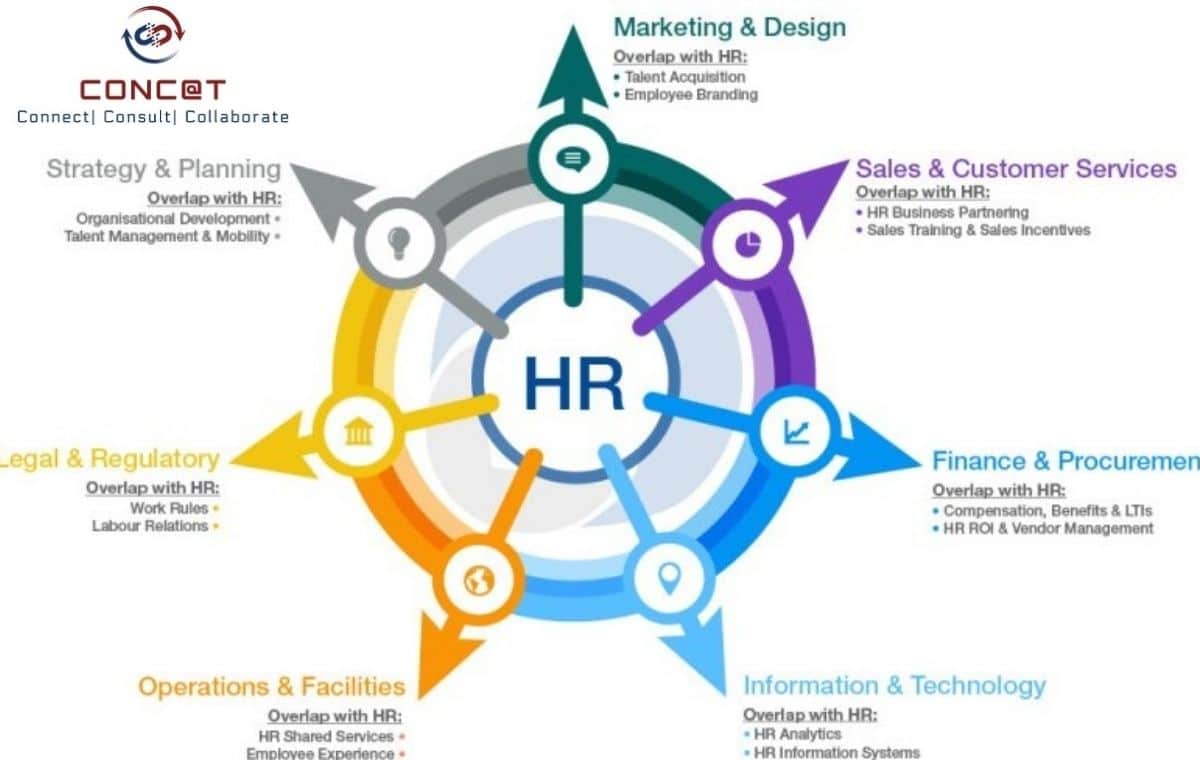 CONC@T
Connect| Consult| Collaborate
Marketing & Design
Overlap with HR:
• Talent Acquisition
• Employee Branding
Strategy & Planning
Overlap with HR:
Organisational Development •
Talent Management & Mobility •
Sales & Customer Services
Overlap with HR:
• HR Business Partnering
• Sales Training & Sales Incentives
HR
Legal & Regulatory
Overlap with HR:
Work Rules •
Labour Relations •
Finance & Procuremen
Overlap with HR:
• Compensation, Benefits & LTIs
• HR ROI & Vendor Management
Operations & Facilities
Overlap with HR:
HR Shared Services •
Employee Experience •
Information & Technology
Overlap with HR:
• HR Analytics
• HR Information Systems